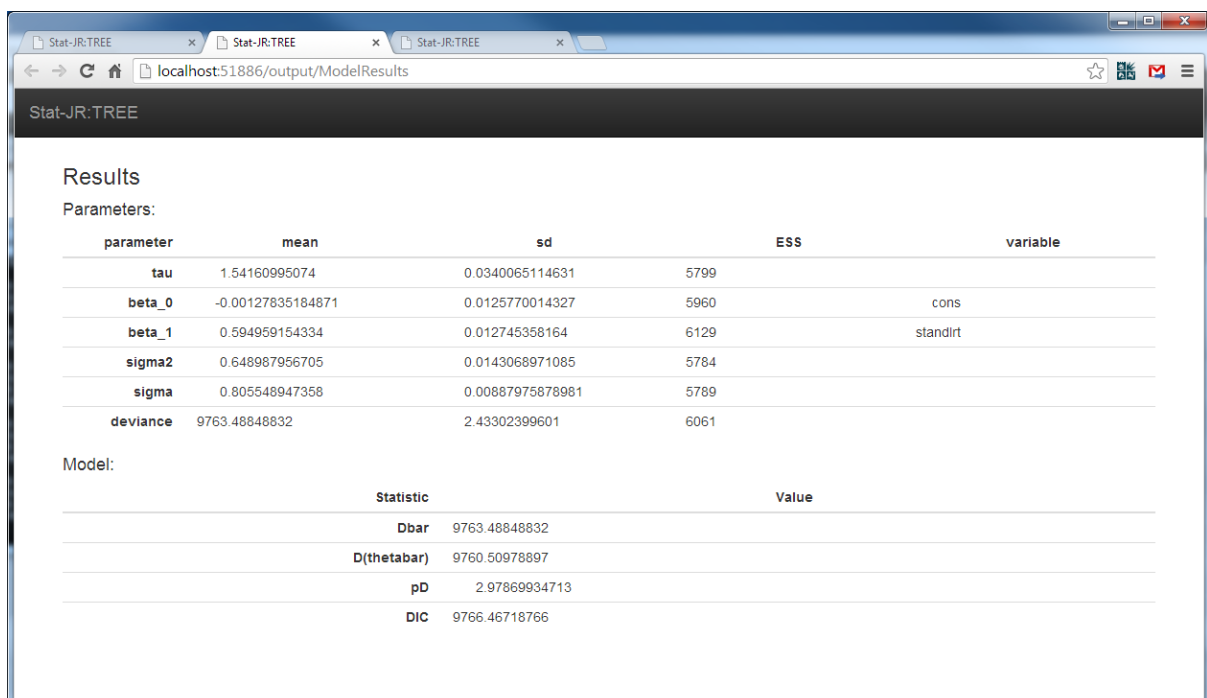 Stat-JR:TREE Stat-JR:TREE Stat-JR:TREE
localhost:51886/output/ModelResults
Stat-JR:TREE
Results
Parameters:
parameter mean sd ESS variable
tau 1.54160995074 0.0340065114631 5799
beta_0 -0.00127835184871 0.0125770014327 5960 cons
beta_1 0.594959154334 0.012745358164 6129 standlrt
sigma2 0.648987956705 0.0143068971085 5784
sigma 0.805548947358 0.00887975878981 5789
deviance 9763.48848832 2.43302399601 6061
Model:
Statistic Value
Dbar 9763.48848832
D(thetabar) 9760.50978897
pD 2.97869934713
DIC 9766.46718766